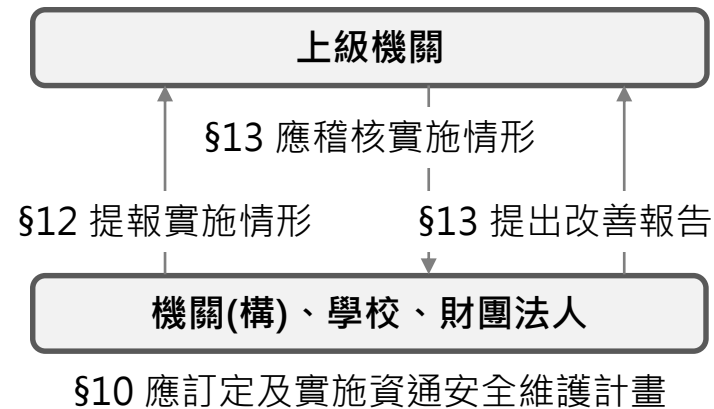 上級機關
§13 應稽核實施情形
§12 提報實施情形
§13 提出改善報告
機關(構)、學校、財團法人
§10 應訂定及實施資通安全維護計畫